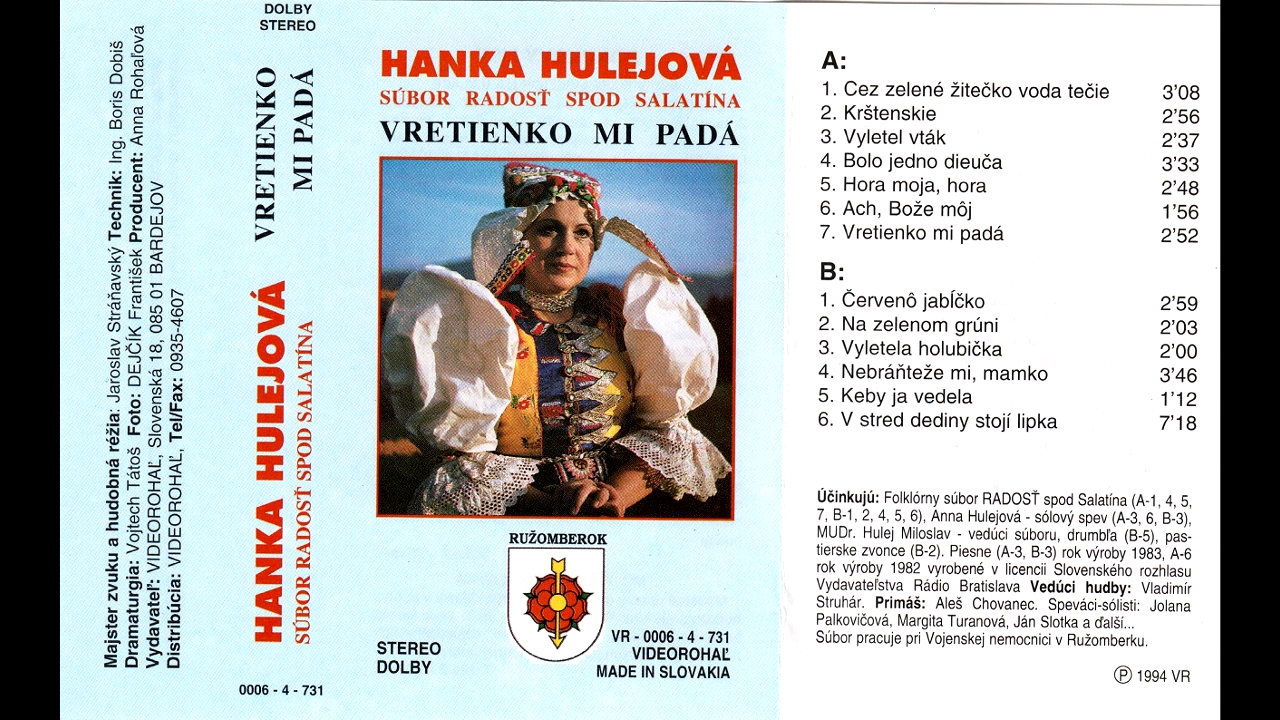 Majster zvuku a hudobná réžia: Jaroslav Stráňavský Technik: Ing. Boris Dobiš
Dramaturgia: Vojtech Tátoš Foto: DEJČÍK František Producent: Anna Rohaľová
Vydavateľ: VIDEOROHAĽ, Slovenská 18, 085 01 BARDEJOV
Distribúcia: VIDEOROHAĽ, Tel/Fax: 0935-4607
DOLBY
STEREO
HANKA HULEJOVÁ
SÚBOR RADOSŤ SPOD SALATÍNA
VRETIENKO
MI PADÁ
0006 - 4 - 731
HANKA HULEJOVÁ
SÚBOR RADOSŤ SPOD SALATÍNA
VRETIENKO MI PADÁ
RUŽOMBEROK
STEREO
DOLBY
VR - 0006 - 4 - 731
VIDEOROHAĽ
MADE IN SLOVAKIA
A:
1. Cez zelené žitečko voda tečie 3'08
2. Krštenskie 2'56
3. Vyletel vták 2'37
4. Bolo jedno dieuča 3'33
5. Hora moja, hora 2'48
6. Ach, Bože môj 1'56
7. Vretienko mi padá 2'52
B:
1. Červenô jabĺčko 2'59
2. Na zelenom grúni 2'03
3. Vyletela holubička 2'00
4. Nebráňteže mi, mamko 3'46
5. Keby ja vedela 1'12
6. V stred dediny stojí lipka 7'18
Účinkujú: Folklórny súbor RADOSŤ spod Salatína (A-1, 4, 5,
7, B-1, 2, 4, 5, 6), Anna Hulejová - sólový spev (A-3, 6, B-3),
MUDr. Hulej Miloslav - vedúci súboru, drumbľa (B-5), pas-
tierske zvonce (B-2). Piesne (A-3, B-3) rok výroby 1983, A-6
rok výroby 1982 vyrobené v licencii Slovenského rozhlasu
Vydavateľstva Rádio Bratislava Vedúci hudby: Vladimír
Struhár. Primáš: Aleš Chovanec. Speváci-sólisti: Jolana
Palkovičová, Margita Turanová, Ján Slotka a ďalší...
Súbor pracuje pri Vojenskej nemocnici v Ružomberku.
Ⓟ 1994 VR